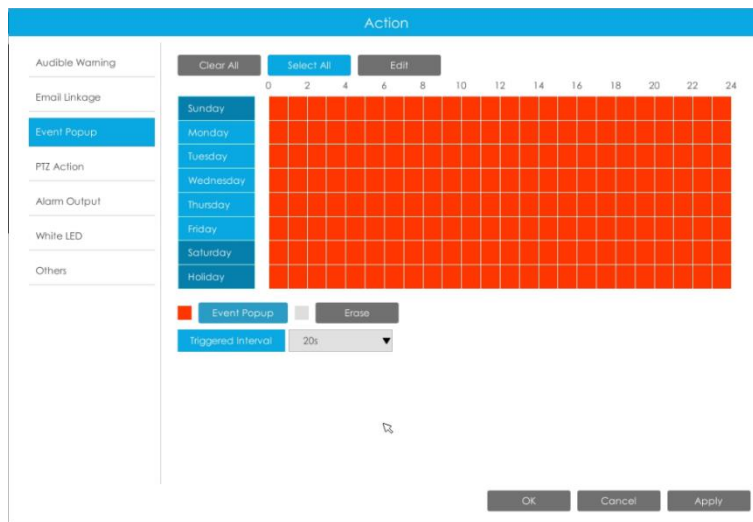 Action
Audible Warning
Email Linkage
Event Popup
PTZ Action
Alarm Output
White LED
Others
Clear All Select All Edit
0 2 4 6 8 10 12 14 16 18 20 22 24
Sunday
Monday
Tuesday
Wednesday
Thursday
Friday
Saturday
Holiday
Event Popup Erase
Triggered Interval 20s
OK Cancel Apply